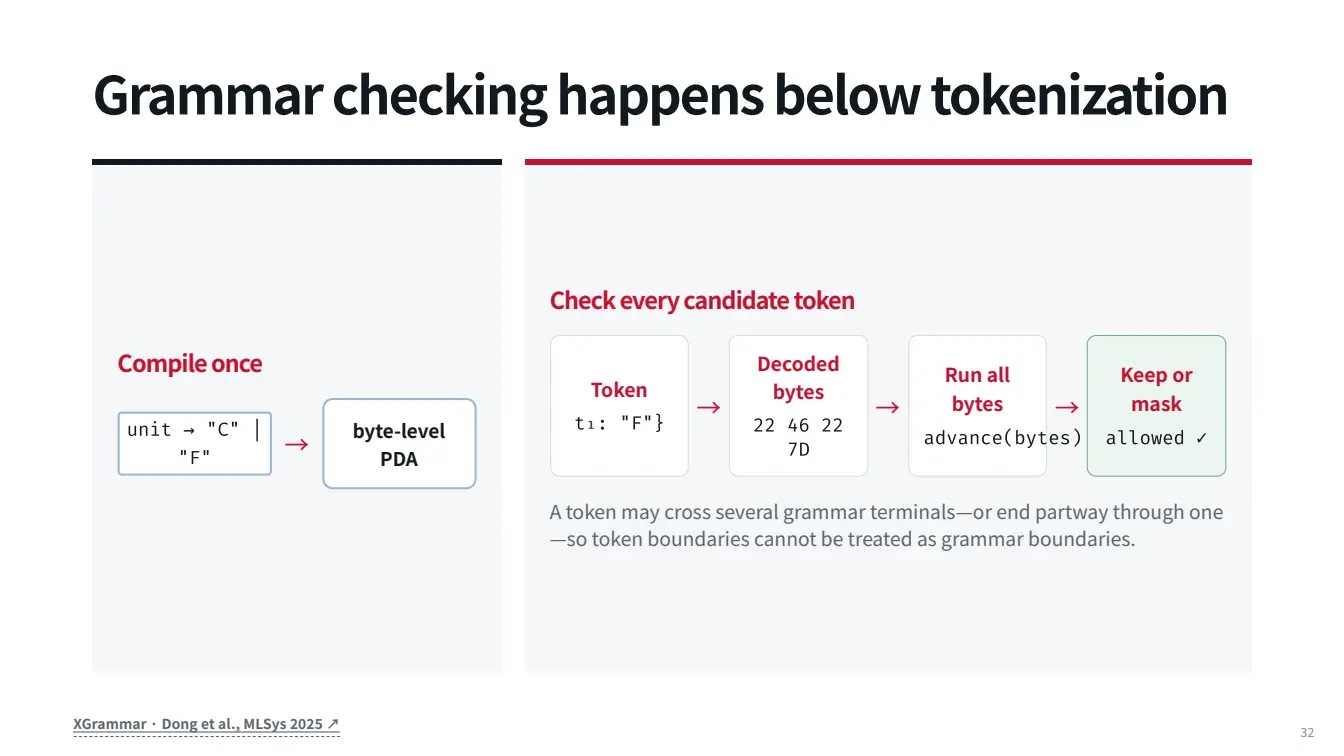 Grammar checking happens below tokenization
Compile once
unit → "C" |
"F"
→
byte-level
PDA
Check every candidate token
Token
t₁: "F"}
→
Decoded
bytes
22 46 22
7D
→
Run all
bytes
advance(bytes)
→
Keep or
mask
allowed ✓
A token may cross several grammar terminals—or end partway through one
—so token boundaries cannot be treated as grammar boundaries.
XGrammar · Dong et al., MLSys 2025 ↗
32